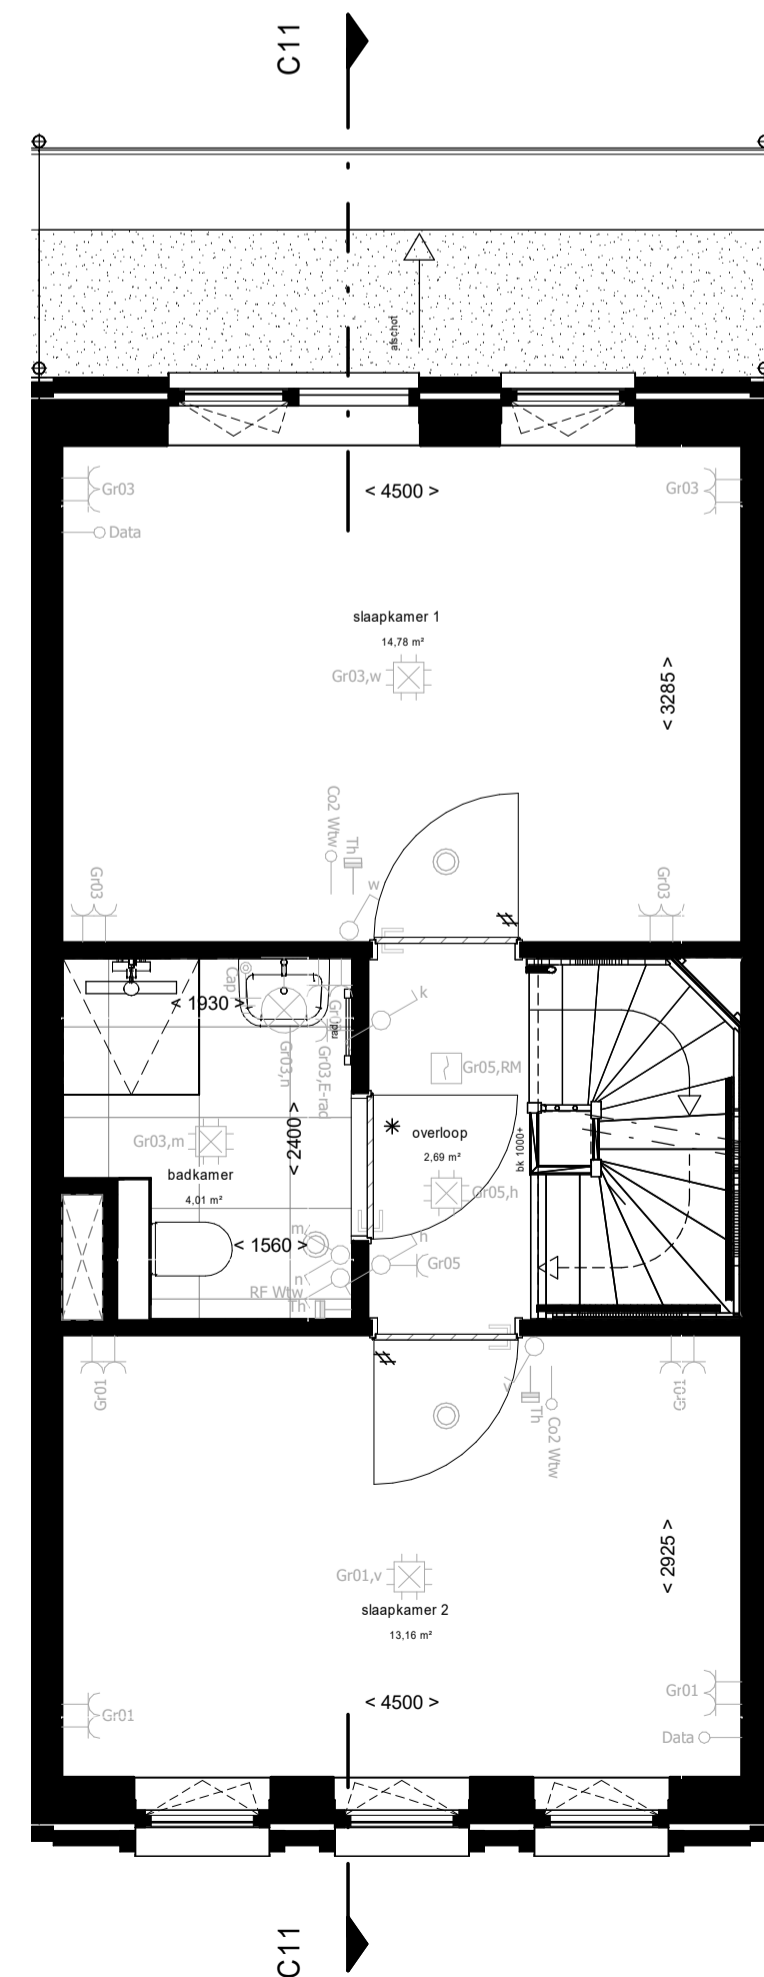 C11
afschot
Gr03
< 4500 >
Gr03
Data
slaapkamer 1
14,78 m²
Gr03,w
< 3285 >
Co2 Wtw
Th
w
Gr03
Gr03
Cap
< 1930 >
rad.
k
Gr03,n
Gr03,E-rad
Gr05,RM
< 2400 >
Gr03,m
overloop
2,69 m²
bk 1000+
badkamer
4,01 m²
Gr05,h
m
< 1560 >
h
Gr05
n
RF Wtw
Th
Gr01
v
Th
Co2 Wtw
Gr01
< 2925 >
Gr01,v
slaapkamer 2
13,16 m²
Gr01
< 4500 >
Gr01
Data
C11